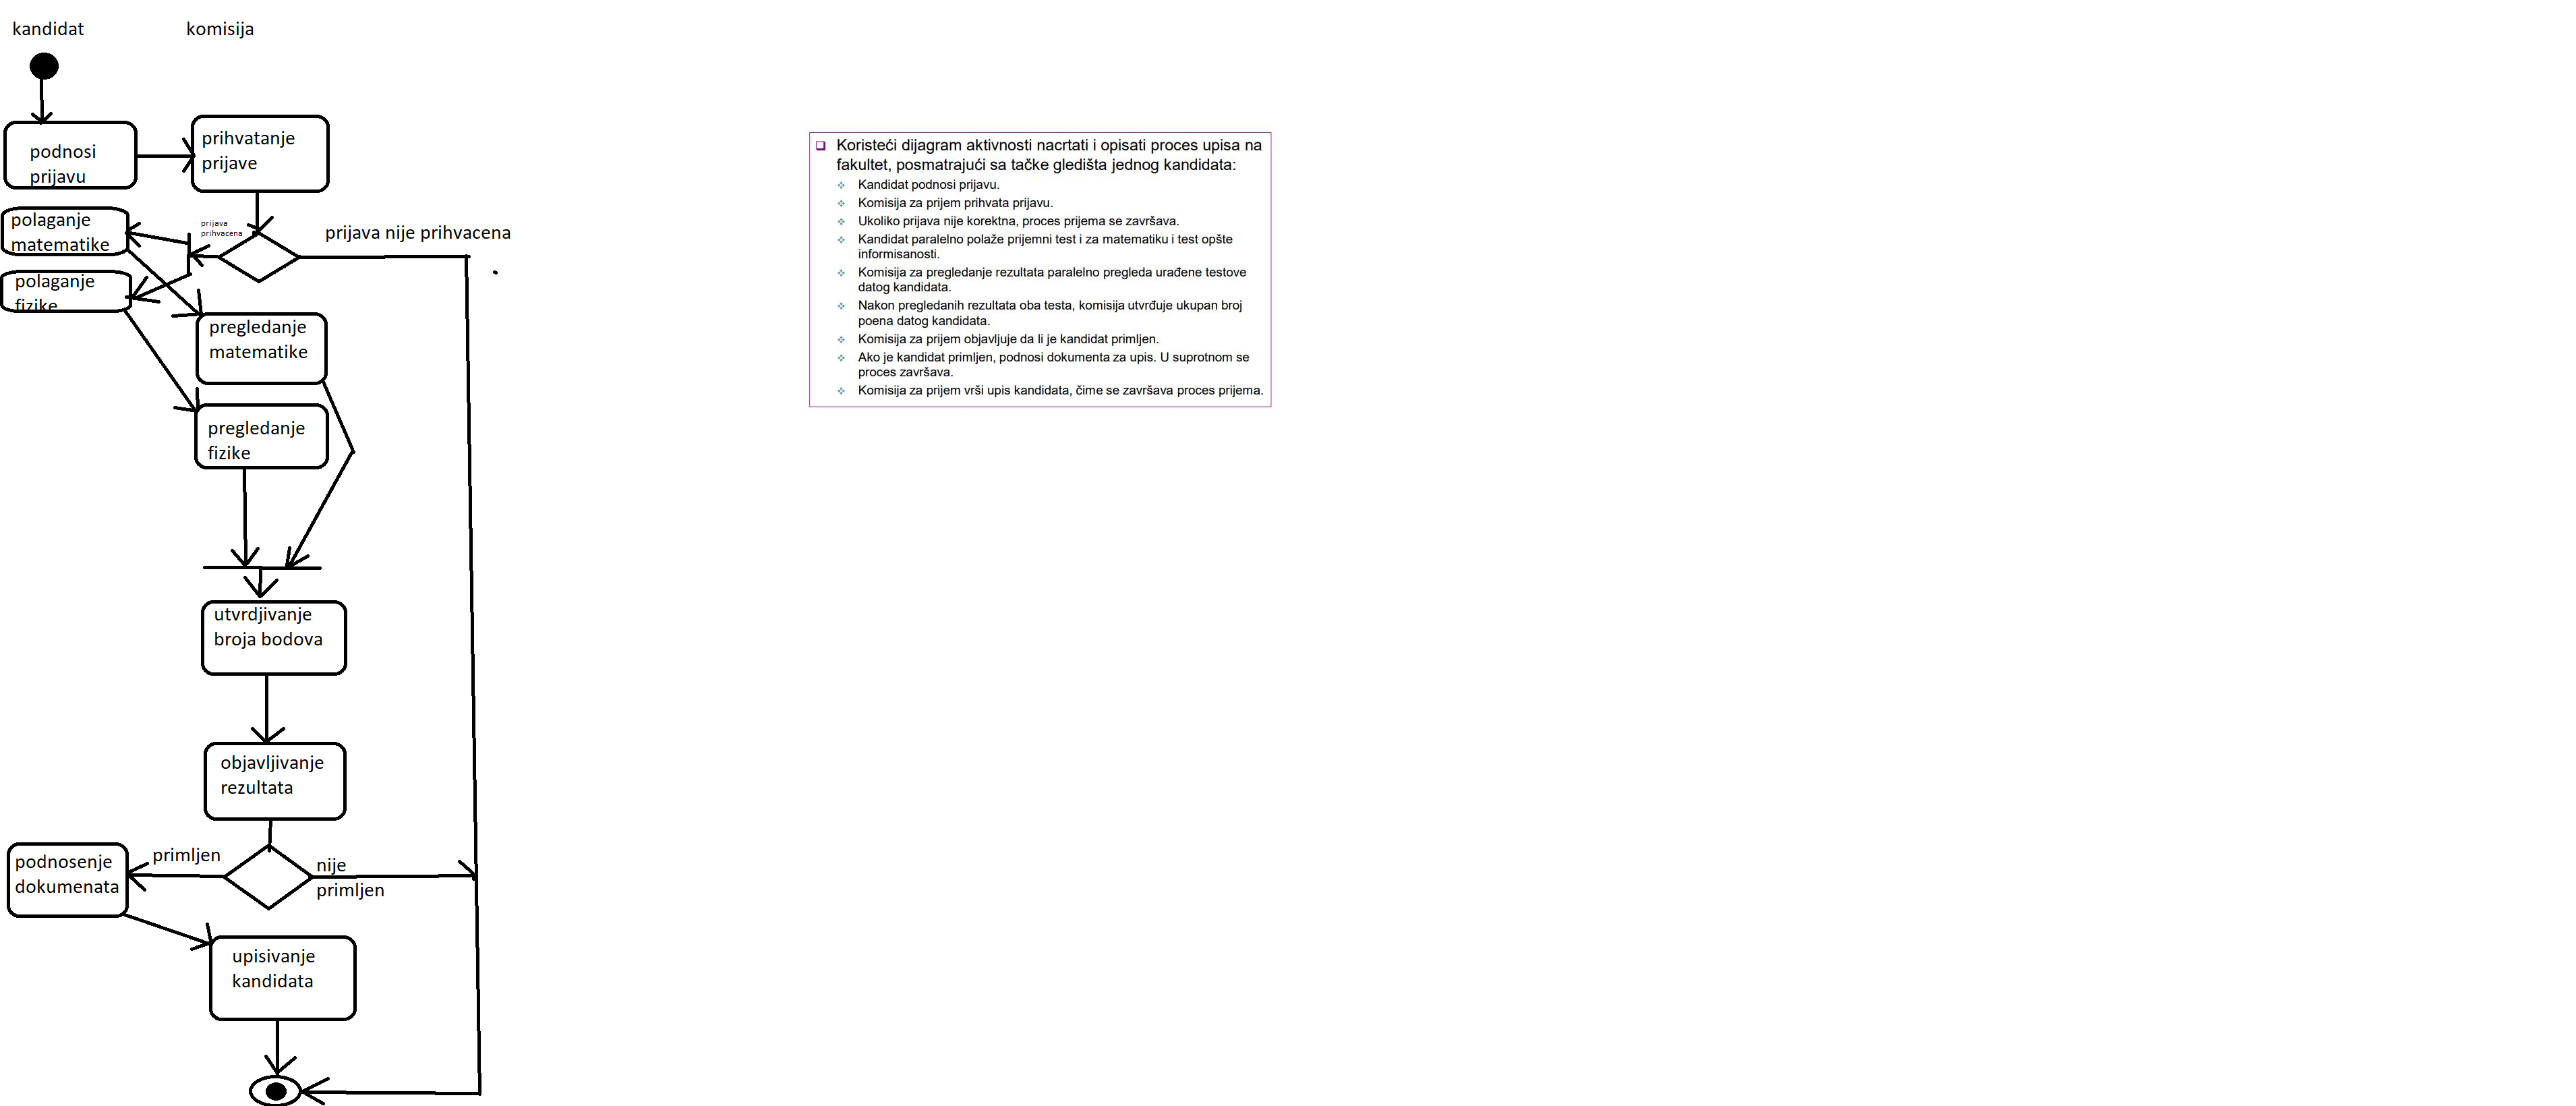 kandidat
komisija
podnosi
prijavu
prihvatanje
prijave
polaganje
matematike
prijava
prihvacena
prijava nije prihvacena
polaganje
fizike
pregledanje
matematike
pregledanje
fizike
utvrdjivanje
broja bodova
objavljivanje
rezultata
podnosenje
dokumenata
primljen
nije
primljen
upisivanje
kandidata
Koristeći dijagram aktivnosti nacrtati i opisati proces upisa na
fakultet, posmatrajući sa tačke gledišta jednog kandidata:
Kandidat podnosi prijavu.
Komisija za prijem prihvata prijavu.
Ukoliko prijava nije korektna, proces prijema se završava.
Kandidat paralelno polaže prijemni test i za matematiku i test opšte
informisanosti.
Komisija za pregledanje rezultata paralelno pregleda urađene testove
datog kandidata.
Nakon pregledanih rezultata oba testa, komisija utvrđuje ukupan broj
poena datog kandidata.
Komisija za prijem objavljuje da li je kandidat primljen.
Ako je kandidat primljen, podnosi dokumenta za upis. U suprotnom se
proces završava.
Komisija za prijem vrši upis kandidata, čime se završava proces prijema.